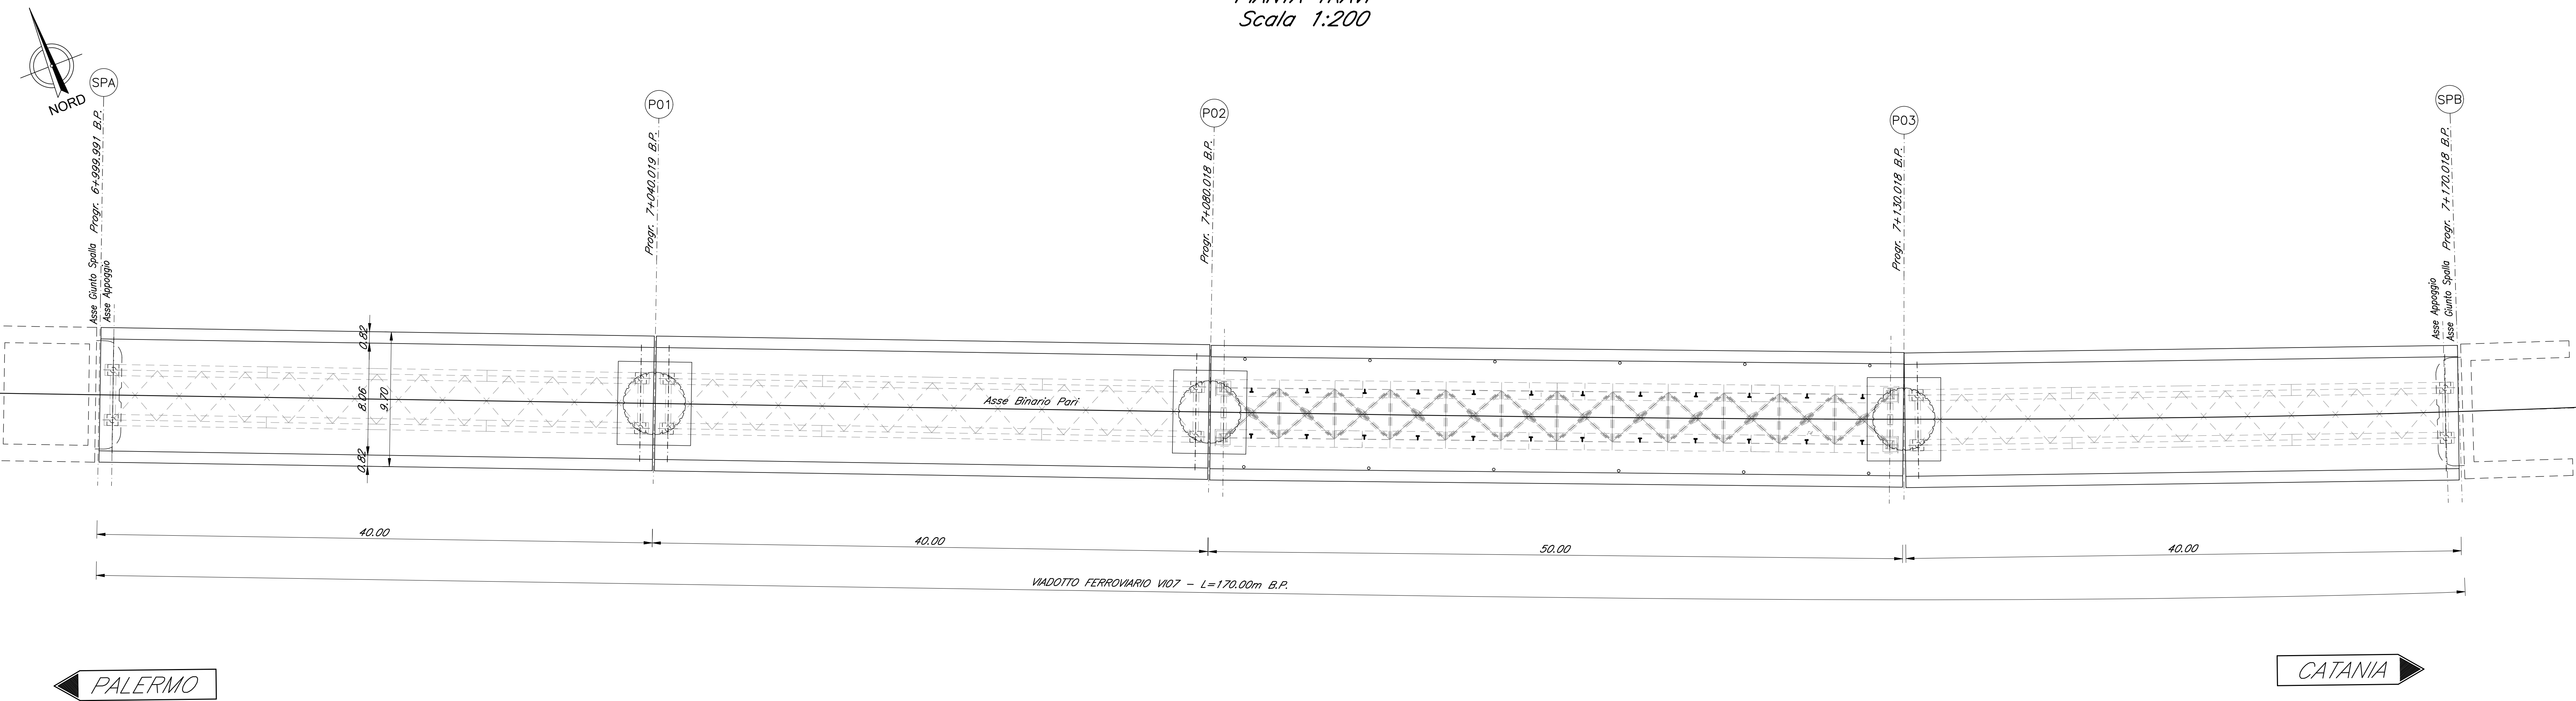 Scala 1:200
NORD
SPA
P01
P02
P03
SPB
Progr. 6+999.991 B.P.
Progr. 7+040.019 B.P.
Progr. 7+080.018 B.P.
Progr. 7+130.018 B.P.
Progr. 7+170.018 B.P.
Asse Giunto Spalla
Asse Appoggio
Asse Appoggio
Asse Giunto Spalla
0.82
8.06
9.70
0.82
Asse Binario Pari
40.00
40.00
50.00
40.00
VIADOTTO FERROVIARIO VI07 - L=170.00m B.P.
PALERMO
CATANIA